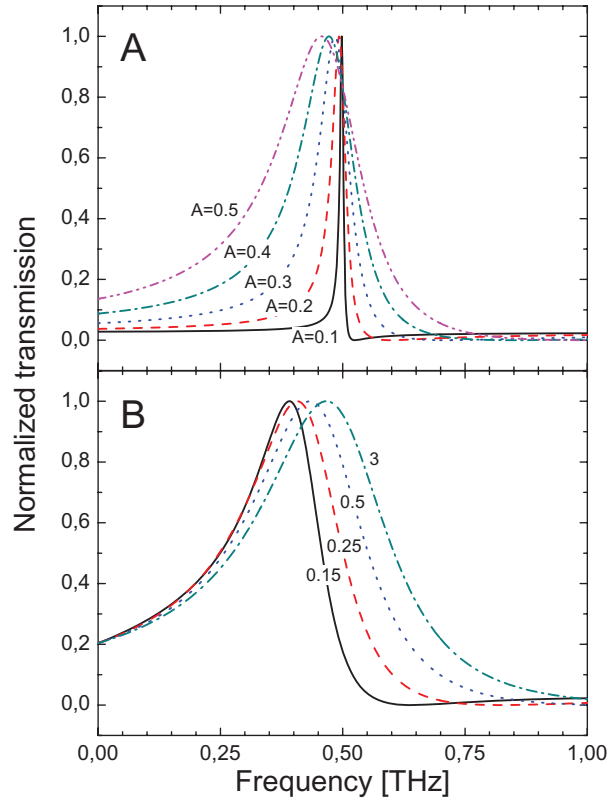 A
1,0
0,8
0,6
0,4
0,2
0,0
A=0.5
A=0.4
A=0.3
A=0.2
A=0.1
B
1,0
0,8
0,6
0,4
0,2
0,0
3
0.5
0.25
0.15
0,00 0,25 0,50 0,75 1,00
Frequency [THz]
Normalized transmission